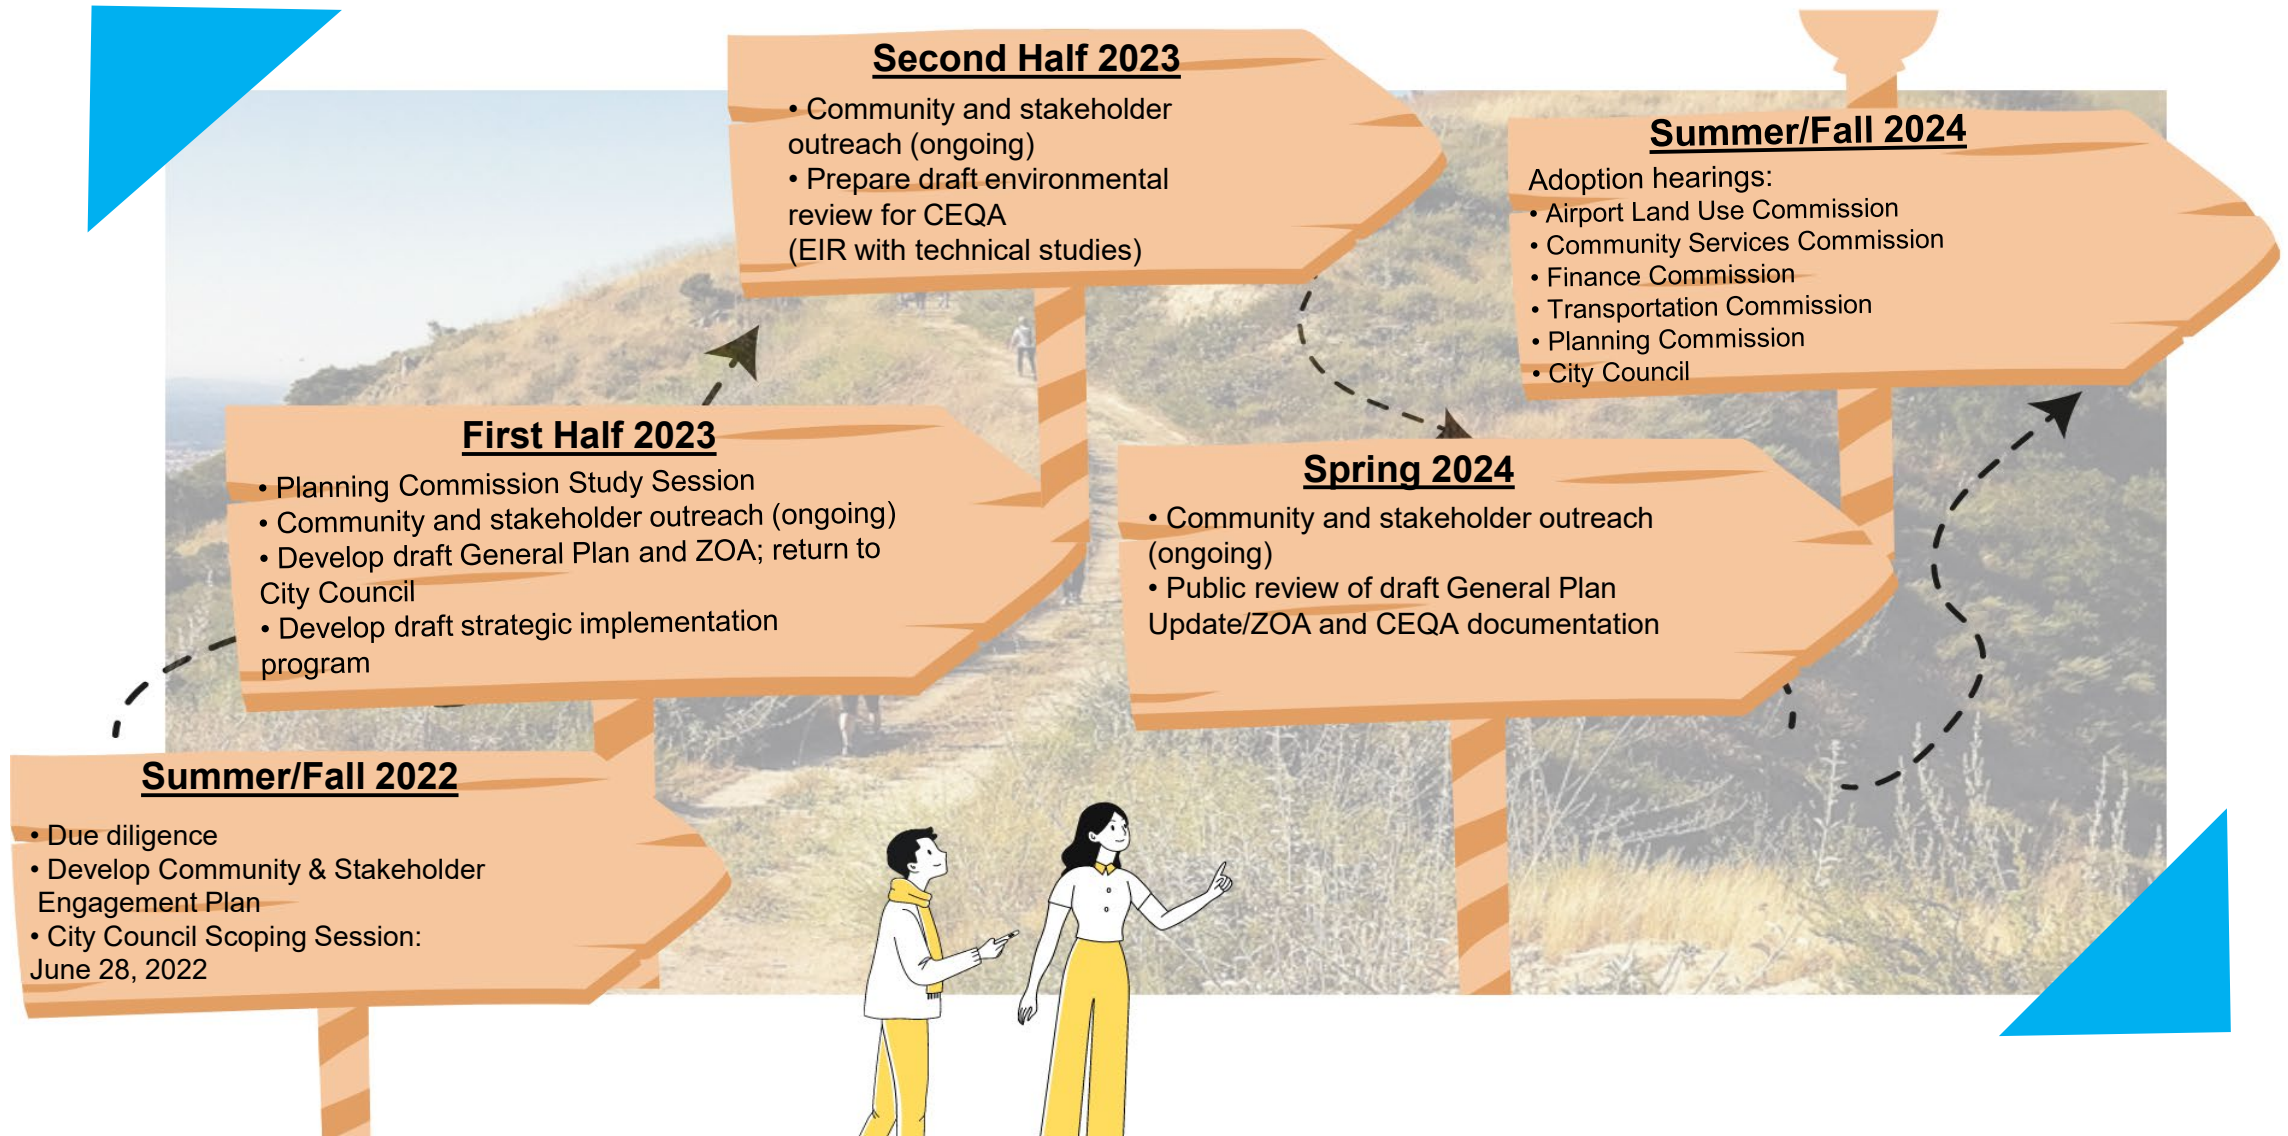 Summer/Fall 2022
• Due diligence
• Develop Community & Stakeholder
Engagement Plan
• City Council Scoping Session:
June 28, 2022
First Half 2023
• Planning Commission Study Session
• Community and stakeholder outreach (ongoing)
• Develop draft General Plan and ZOA; return to
City Council
• Develop draft strategic implementation
program
Second Half 2023
• Community and stakeholder
outreach (ongoing)
• Prepare draft environmental
review for CEQA
(EIR with technical studies)
Spring 2024
• Community and stakeholder outreach
(ongoing)
• Public review of draft General Plan
Update/ZOA and CEQA documentation
Summer/Fall 2024
Adoption hearings:
• Airport Land Use Commission
• Community Services Commission
• Finance Commission
• Transportation Commission
• Planning Commission
• City Council